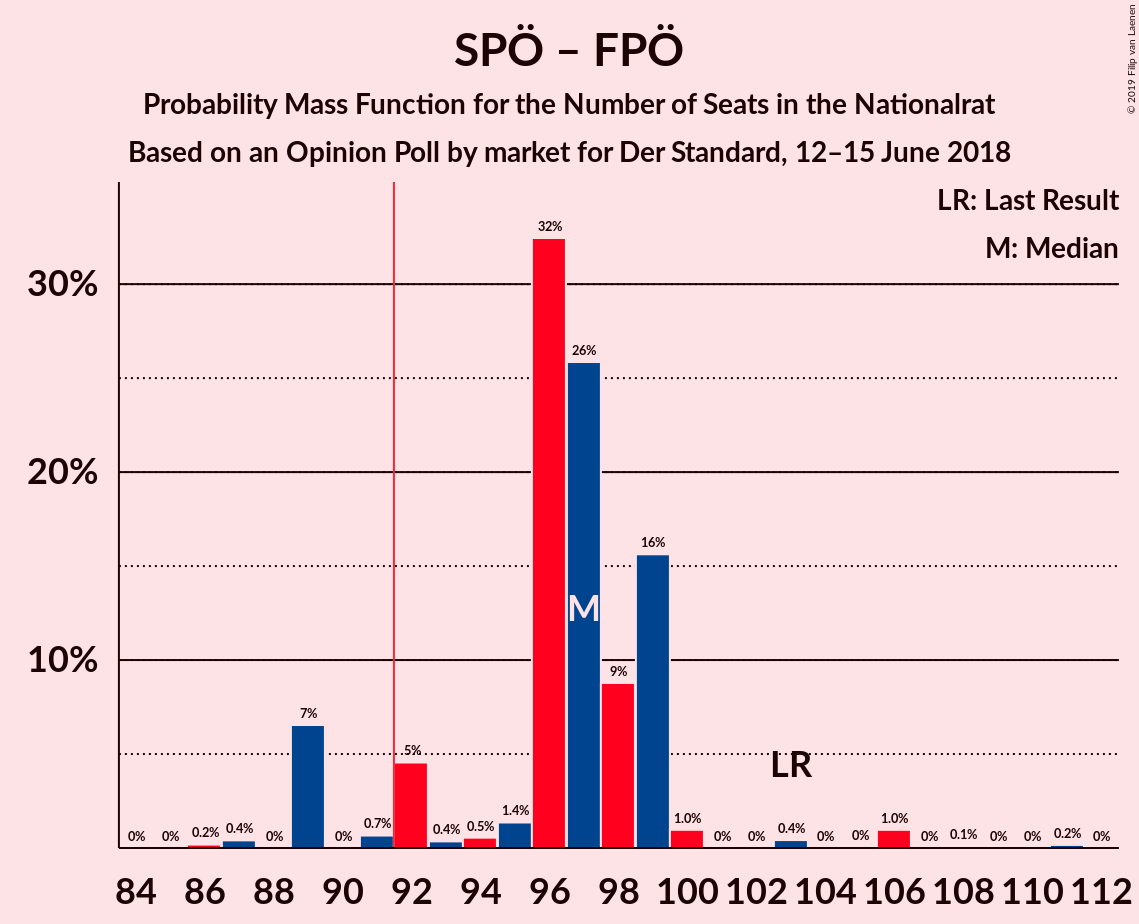 SPÖ – FPÖ
Probability Mass Function for the Number of Seats in the Nationalrat
Based on an Opinion Poll by market for Der Standard, 12–15 June 2018
© 2019 Filip van Laenen
LR: Last Result
M: Median
30%
20%
10%
0% 0% 0.2% 0.4% 0% 7% 0% 0.7% 5% 0.4% 0.5% 1.4% 32% 26% 9% 16% 1.0% 0% 0% 0.4% 0% 0% 1.0% 0% 0.1% 0% 0% 0.2% 0%
M
LR
84 86 88 90 92 94 96 98 100 102 104 106 108 110 112